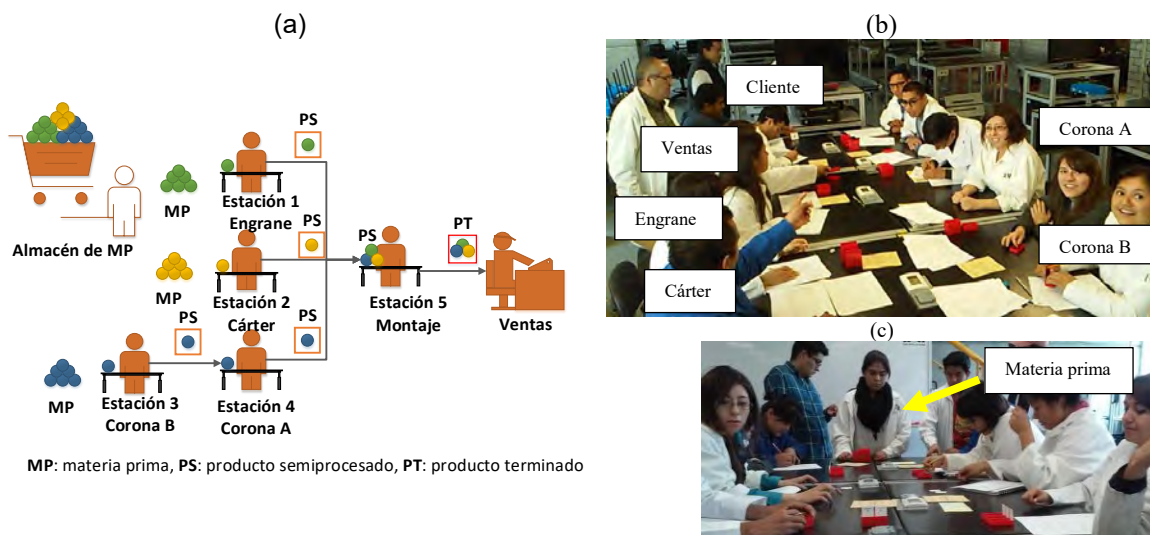 (a)
PS
Estación 1
Engrane
MP
Almacén de MP
PS
MP
Estación 2
Cárter
PS
Estación 5
Montaje
PT
Ventas
PS
PS
MP
Estación 3
Corona B
Estación 4
Corona A
MP: materia prima, PS: producto semiprocesado, PT: producto terminado
(b)
Cliente
Corona A
Ventas
Engrane
Corona B
Cárter
(c)
Materia prima